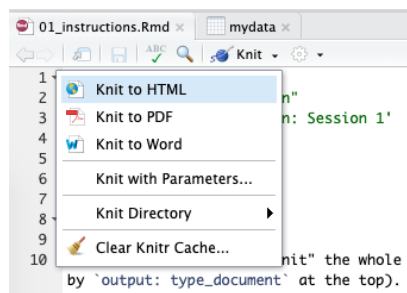 01_instructions.Rmd × mydata ×
ABC Knit
1
2 n"
3 n: Session 1'
4
5
6
7
8
9
10 nit" the whole
by `output: type_document` at the top).
Knit to HTML
Knit to PDF
Knit to Word
Knit with Parameters...
Knit Directory
Clear Knitr Cache...